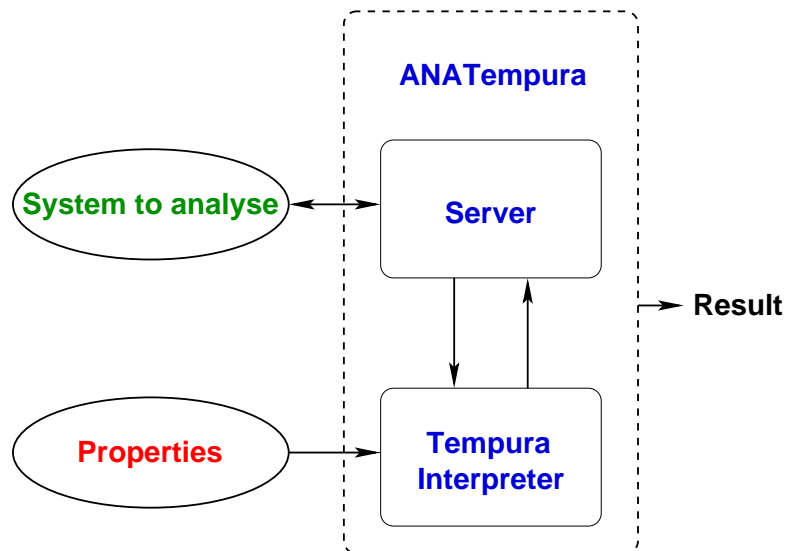 ANATempura
System to analyse
Server
Result
Properties
Tempura
Interpreter